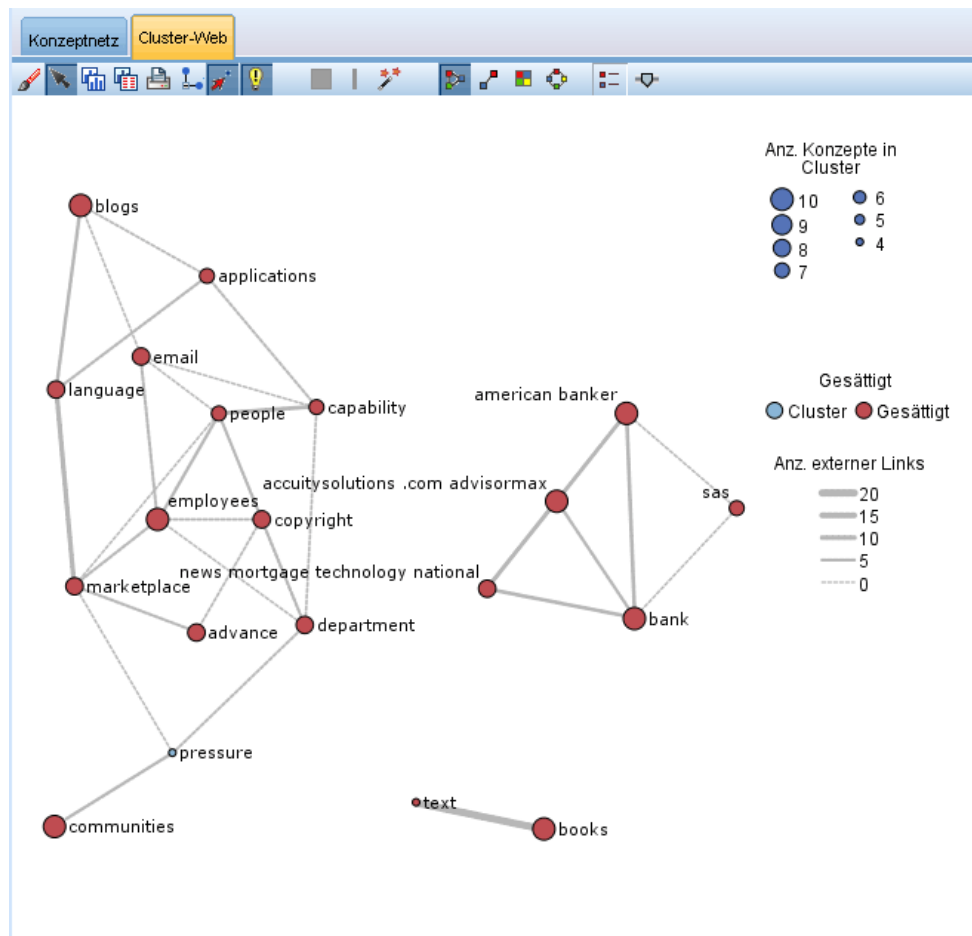 Konzeptnetz
Cluster-Web
Anz. Konzepte in
Cluster
10
9
8
7
6
5
4
blogs
applications
email
language
people
capability
american banker
Gesättigt
Cluster
Gesättigt
Anz. externer Links
20
15
10
5
0
accuitysolutions .com advisormax
sas
employees
copyright
news mortgage technology national
marketplace
advance
department
bank
pressure
communities
text
books